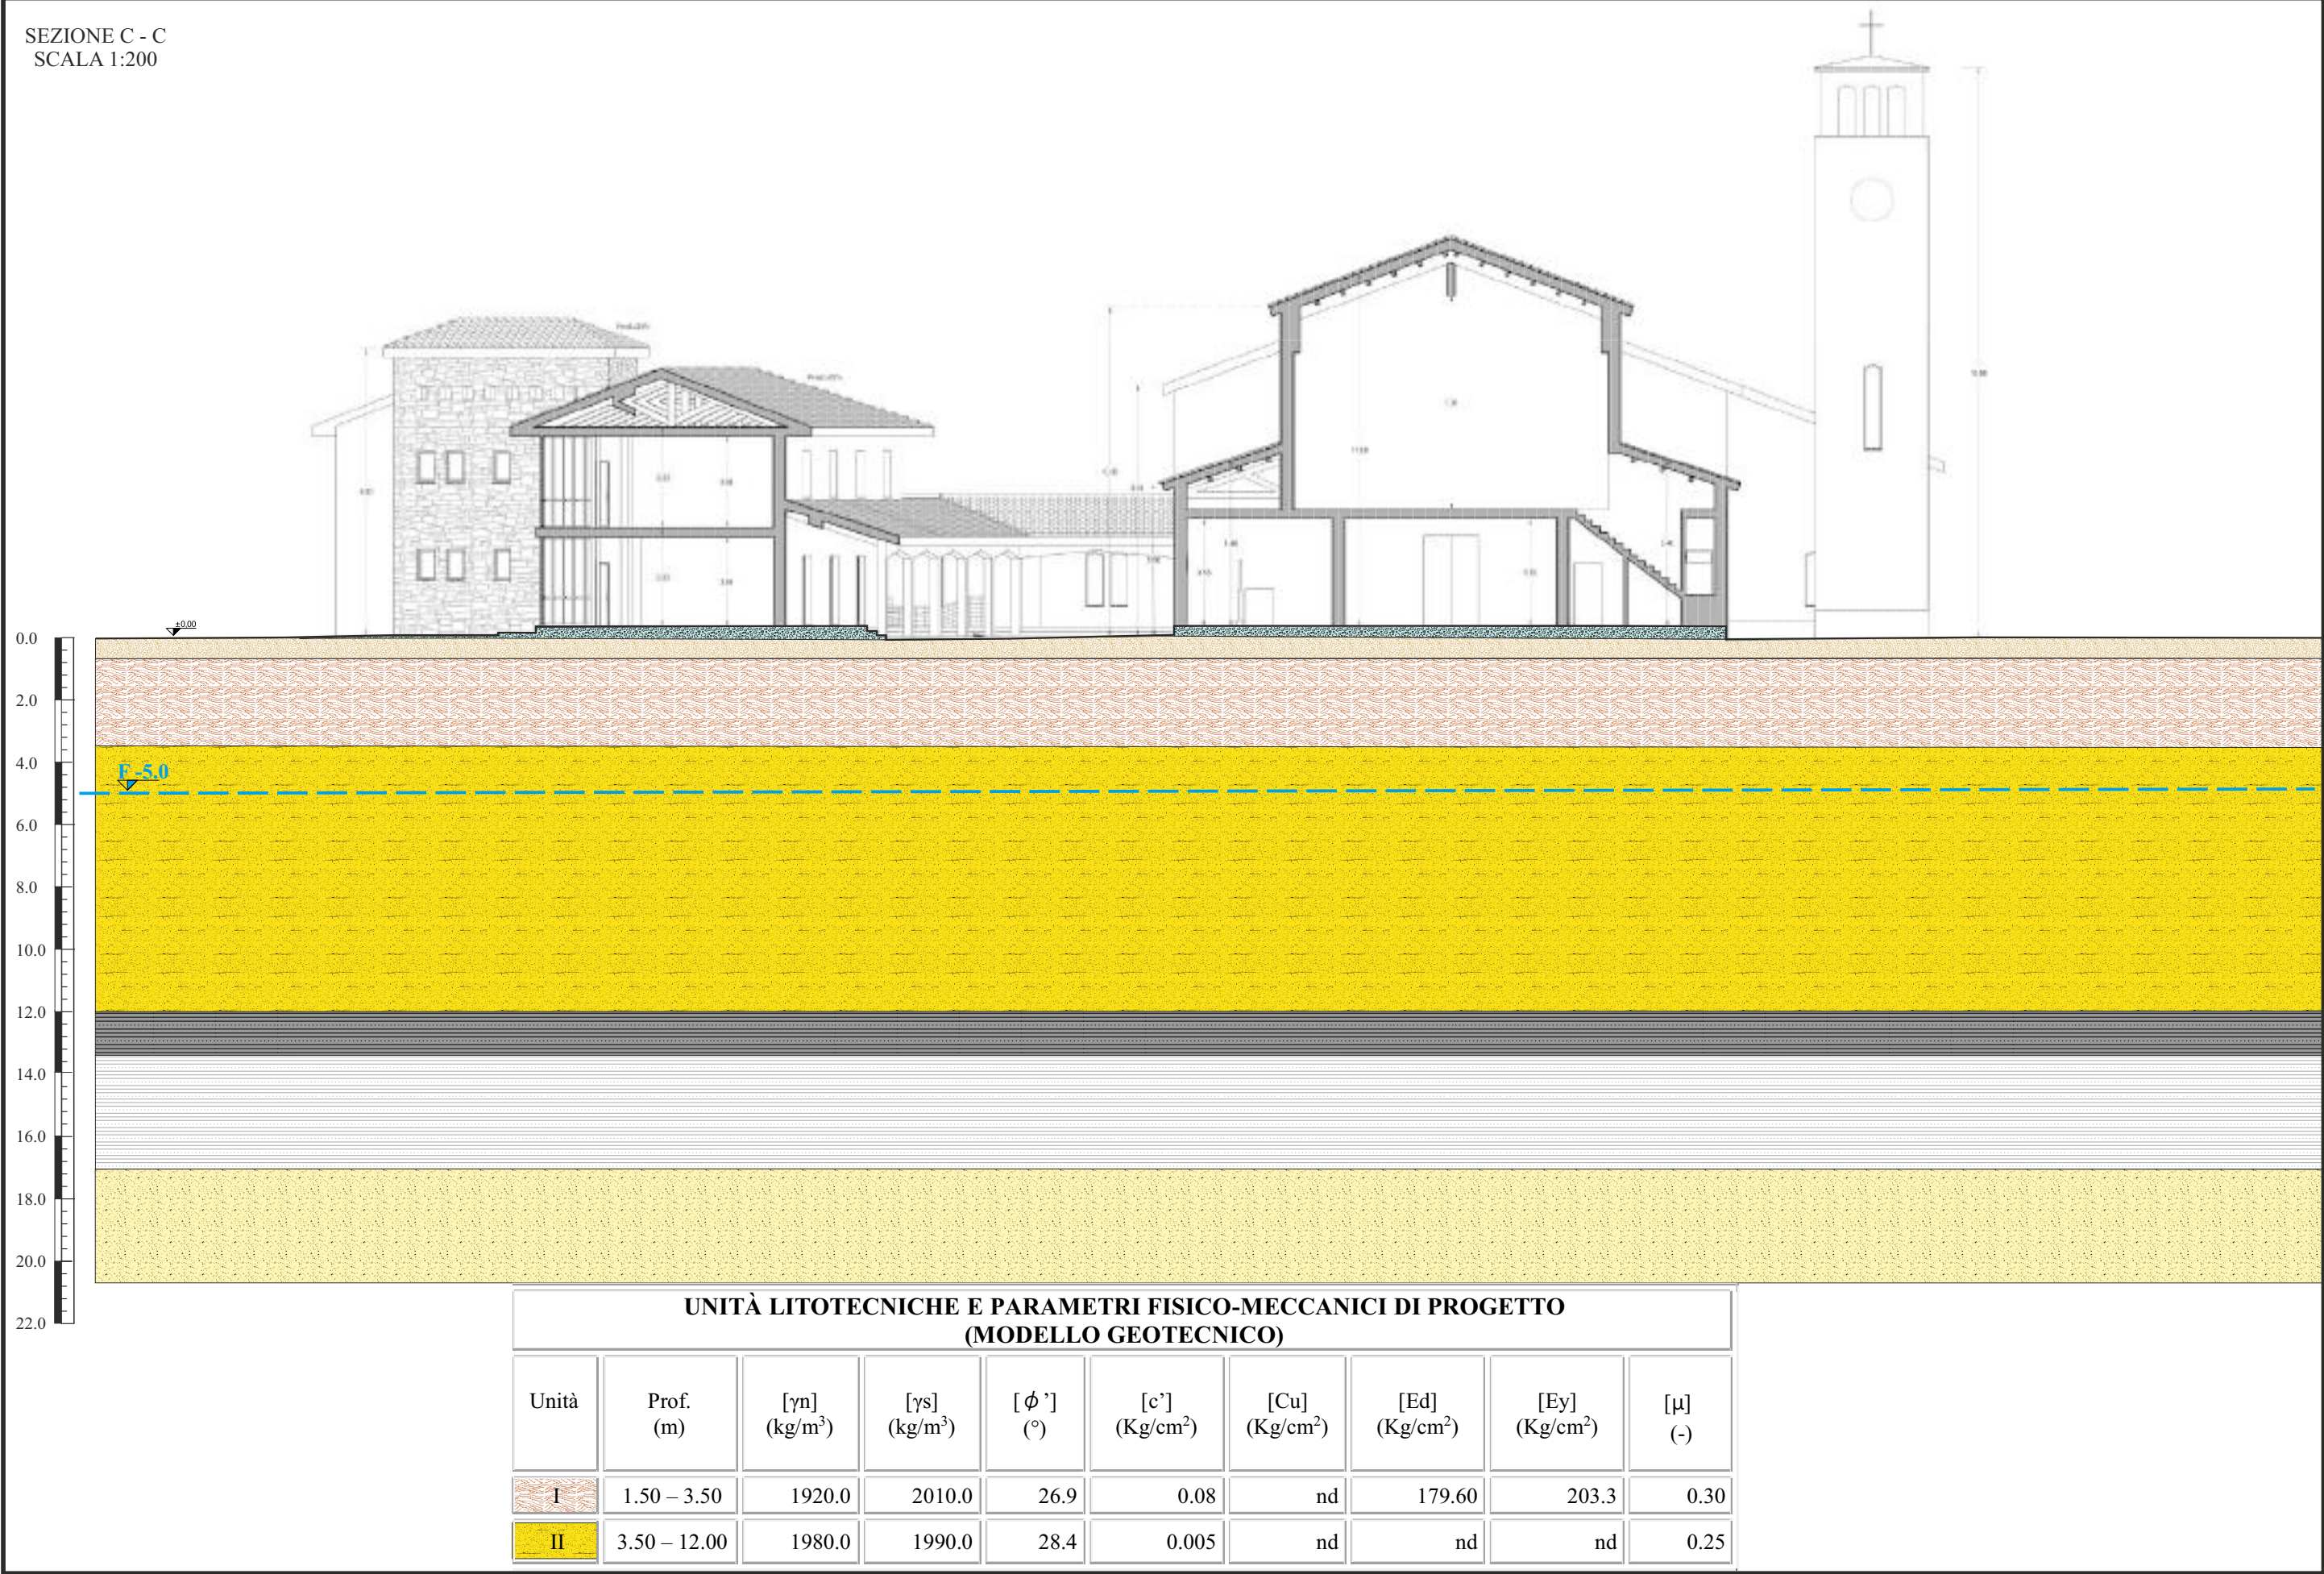 SEZIONE C - C
SCALA 1:200
±0,00
0.0
2.0
4.0
F -5.0
6.0
8.0
10.0
12.0
14.0
16.0
18.0
20.0
22.0
UNITÀ LITOTECNICHE E PARAMETRI FISICO-MECCANICI DI PROGETTO
(MODELLO GEOTECNICO)
Unità Prof. (m) [γn] (kg/m³) [γs] (kg/m³) [ϕ’] (°) [c’] (Kg/cm²) [Cu] (Kg/cm²) [Ed] (Kg/cm²) [Ey] (Kg/cm²) [μ] (-)
I 1.50 – 3.50 1920.0 2010.0 26.9 0.08 nd 179.60 203.3 0.30
II 3.50 – 12.00 1980.0 1990.0 28.4 0.005 nd nd nd 0.25